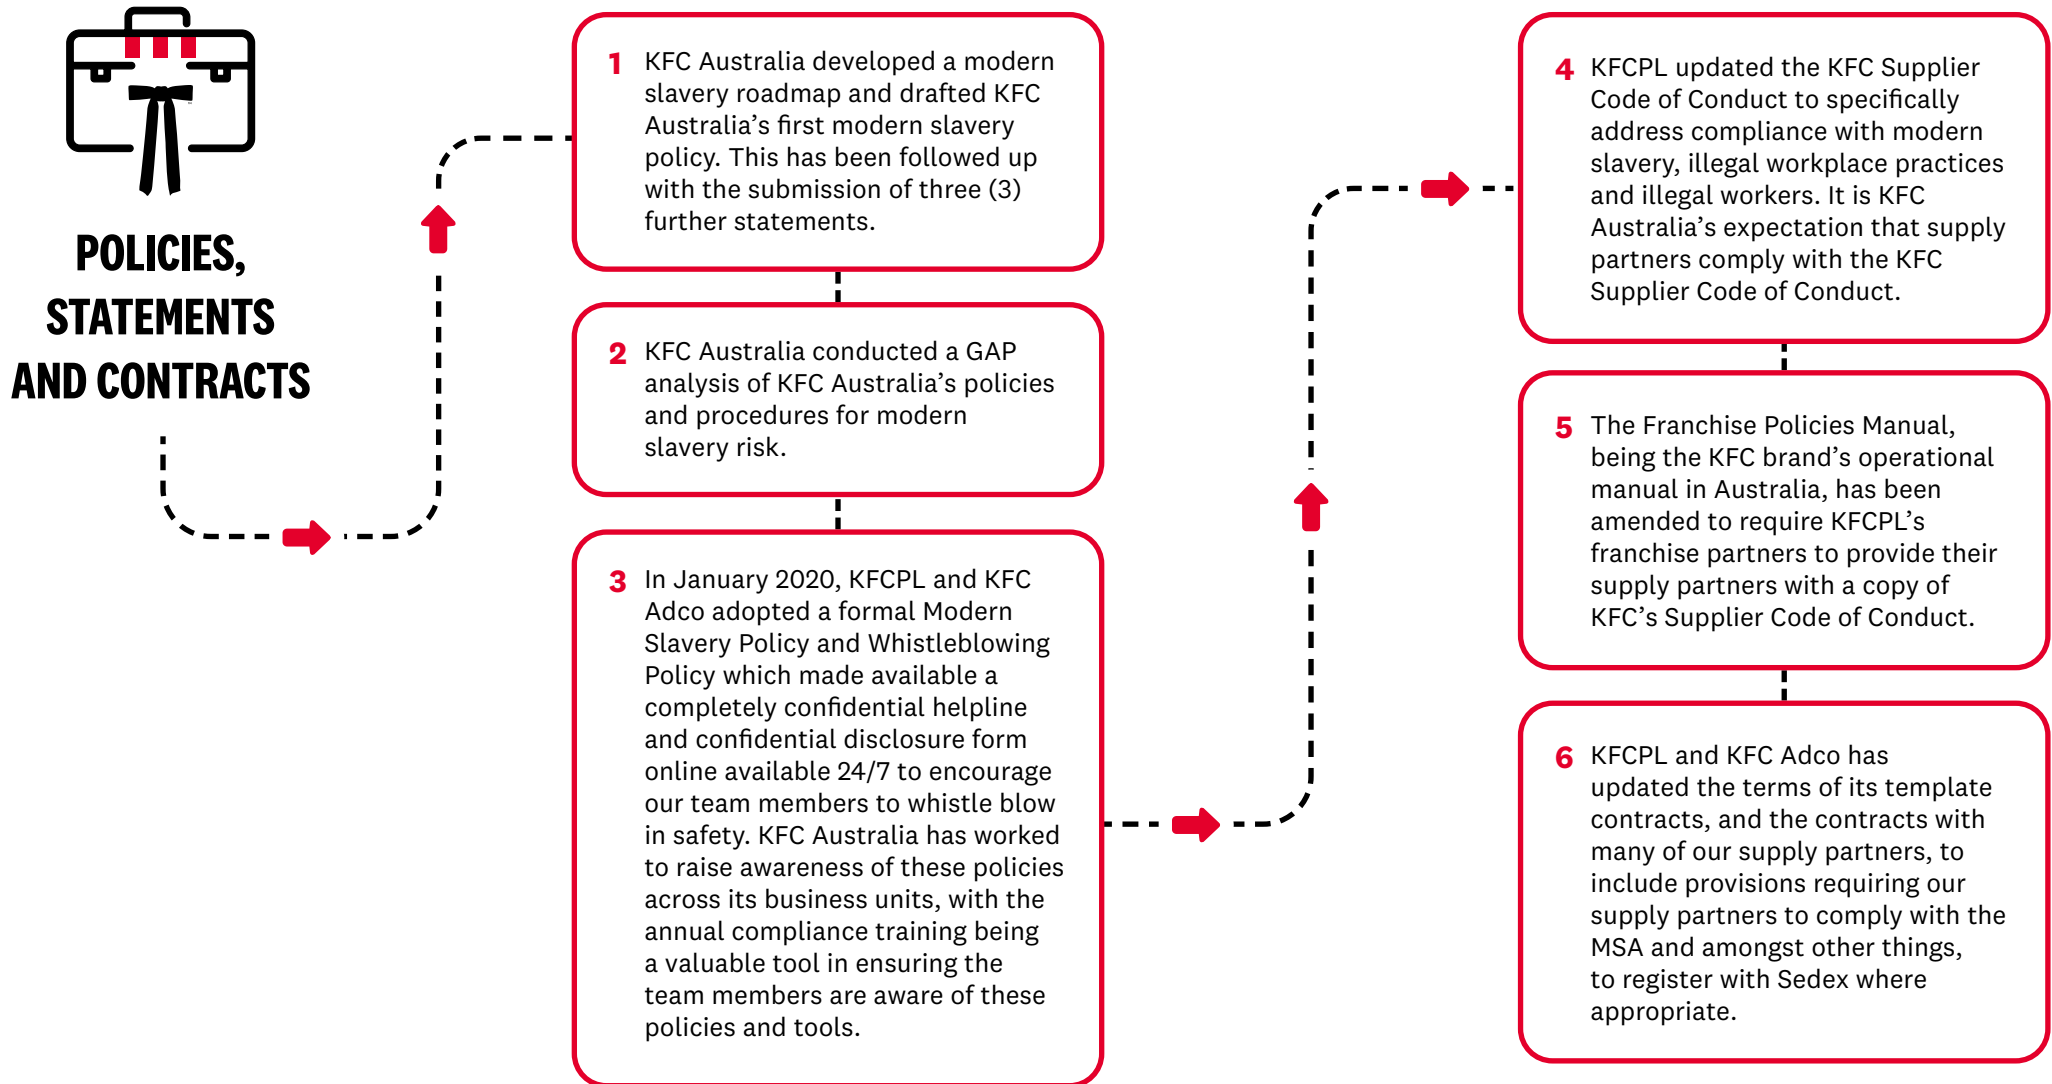 POLICIES,
STATEMENTS
AND CONTRACTS
1 KFC Australia developed a modern
slavery roadmap and drafted KFC
Australia’s first modern slavery
policy. This has been followed up
with the submission of three (3)
further statements.
2 KFC Australia conducted a GAP
analysis of KFC Australia’s policies
and procedures for modern
slavery risk.
3 In January 2020, KFCPL and KFC
Adco adopted a formal Modern
Slavery Policy and Whistleblowing
Policy which made available a
completely confidential helpline
and confidential disclosure form
online available 24/7 to encourage
our team members to whistle blow
in safety. KFC Australia has worked
to raise awareness of these policies
across its business units, with the
annual compliance training being
a valuable tool in ensuring the
team members are aware of these
policies and tools.
4 KFCPL updated the KFC Supplier
Code of Conduct to specifically
address compliance with modern
slavery, illegal workplace practices
and illegal workers. It is KFC
Australia’s expectation that supply
partners comply with the KFC
Supplier Code of Conduct.
5 The Franchise Policies Manual,
being the KFC brand’s operational
manual in Australia, has been
amended to require KFCPL’s
franchise partners to provide their
supply partners with a copy of
KFC’s Supplier Code of Conduct.
6 KFCPL and KFC Adco has
updated the terms of its template
contracts, and the contracts with
many of our supply partners, to
include provisions requiring our
supply partners to comply with the
MSA and amongst other things,
to register with Sedex where
appropriate.